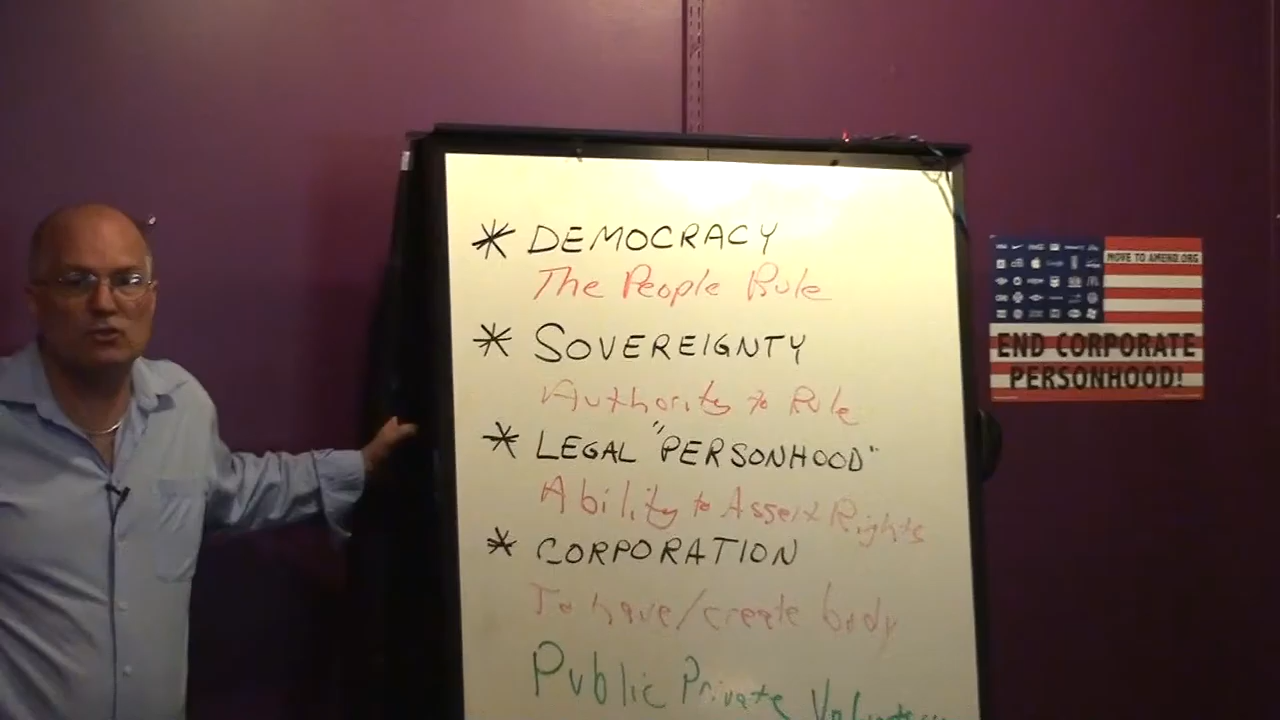 * DEMOCRACY
The People Rule
* SOVEREIGNTY
Authority to Rule
* LEGAL "PERSONHOOD"
Ability to Assert Rights
* CORPORATION
To have/create body
Public Private
MOVE TO AMEND.ORG
END CORPORATE
PERSONHOOD!